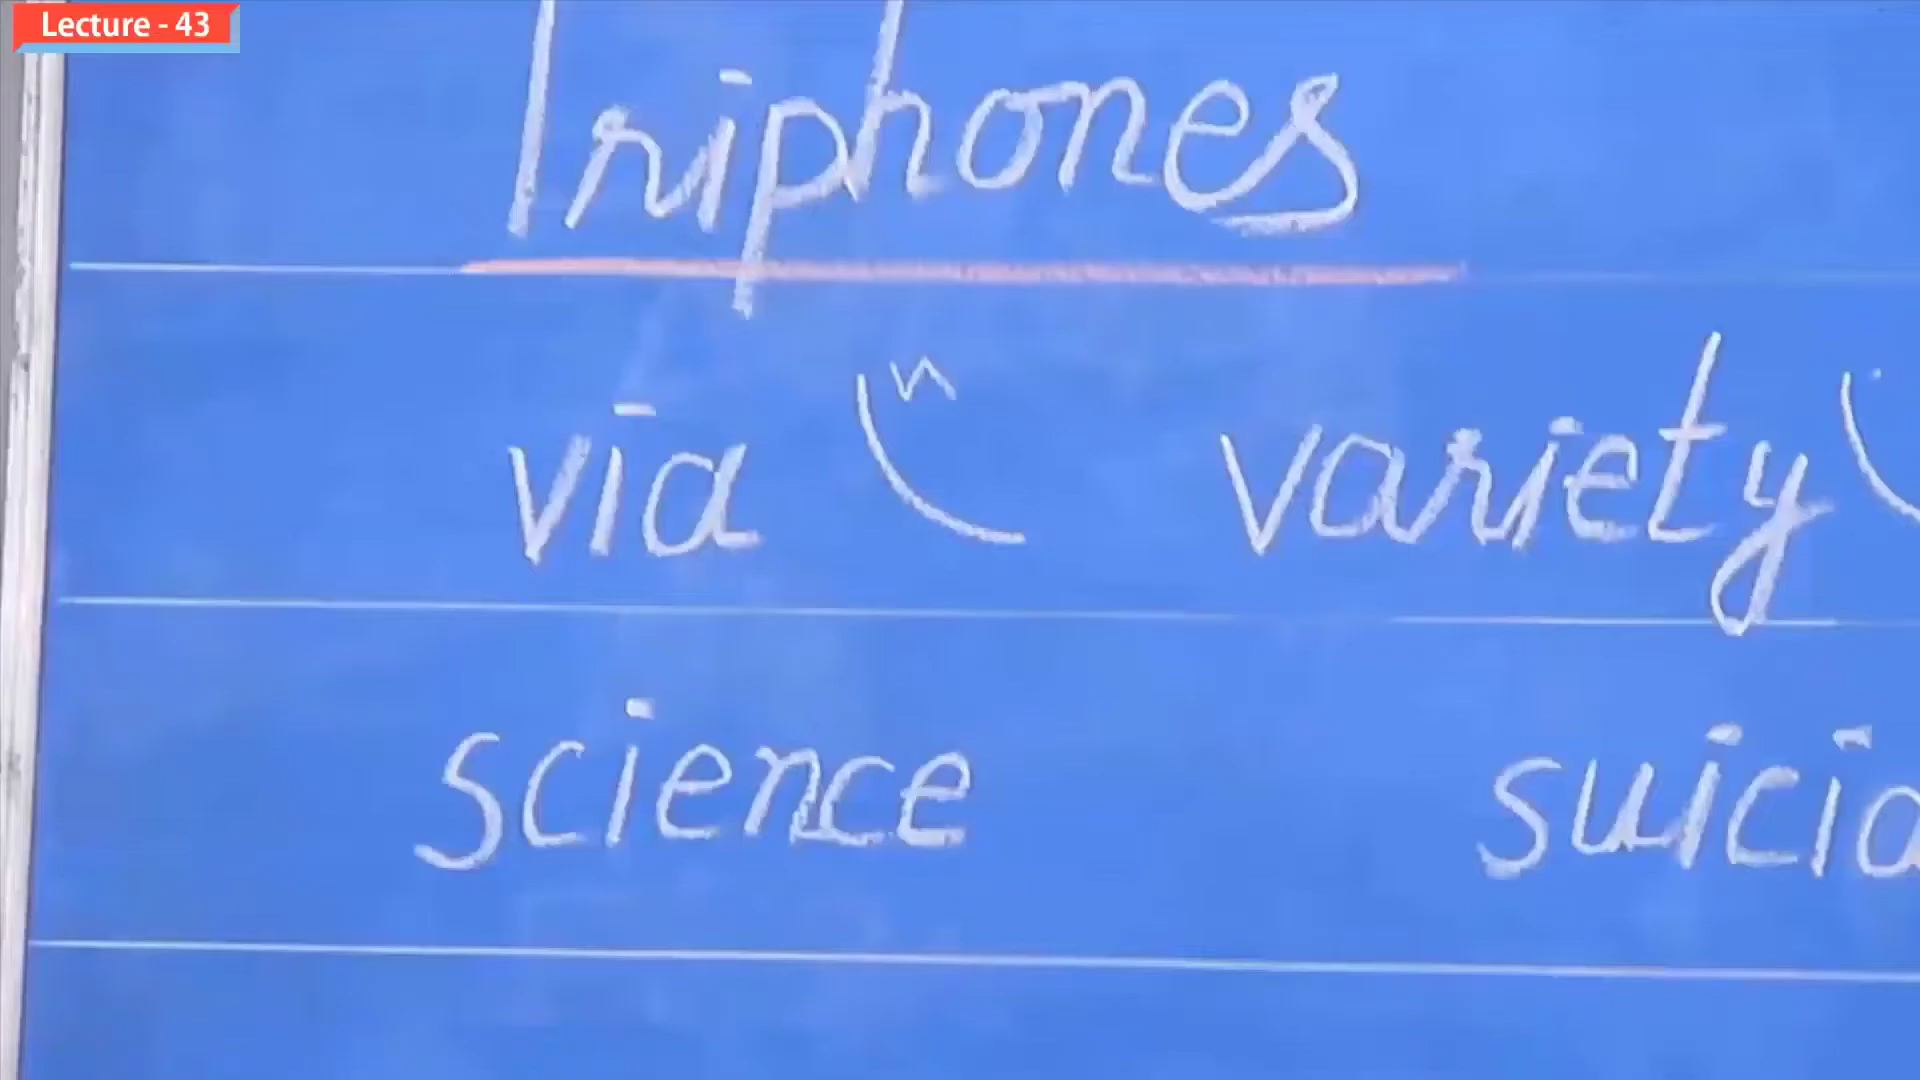 Lecture - 43
Triphones
via variety
science